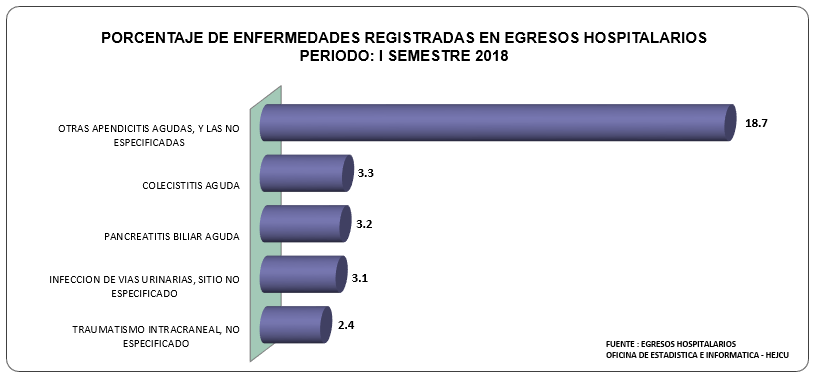 PORCENTAJE DE ENFERMEDADES REGISTRADAS EN EGRESOS HOSPITALARIOS
PERIODO: I SEMESTRE 2018
OTRAS APENDICITIS AGUDAS, Y LAS NO
ESPECIFICADAS
18.7
COLECISTITIS AGUDA
3.3
PANCREATITIS BILIAR AGUDA
3.2
INFECCION DE VIAS URINARIAS, SITIO NO
ESPECIFICADO
3.1
TRAUMATISMO INTRACRANEAL, NO
ESPECIFICADO
2.4
FUENTE : EGRESOS HOSPITALARIOS
OFICINA DE ESTADISTICA E INFORMATICA - HEJCU